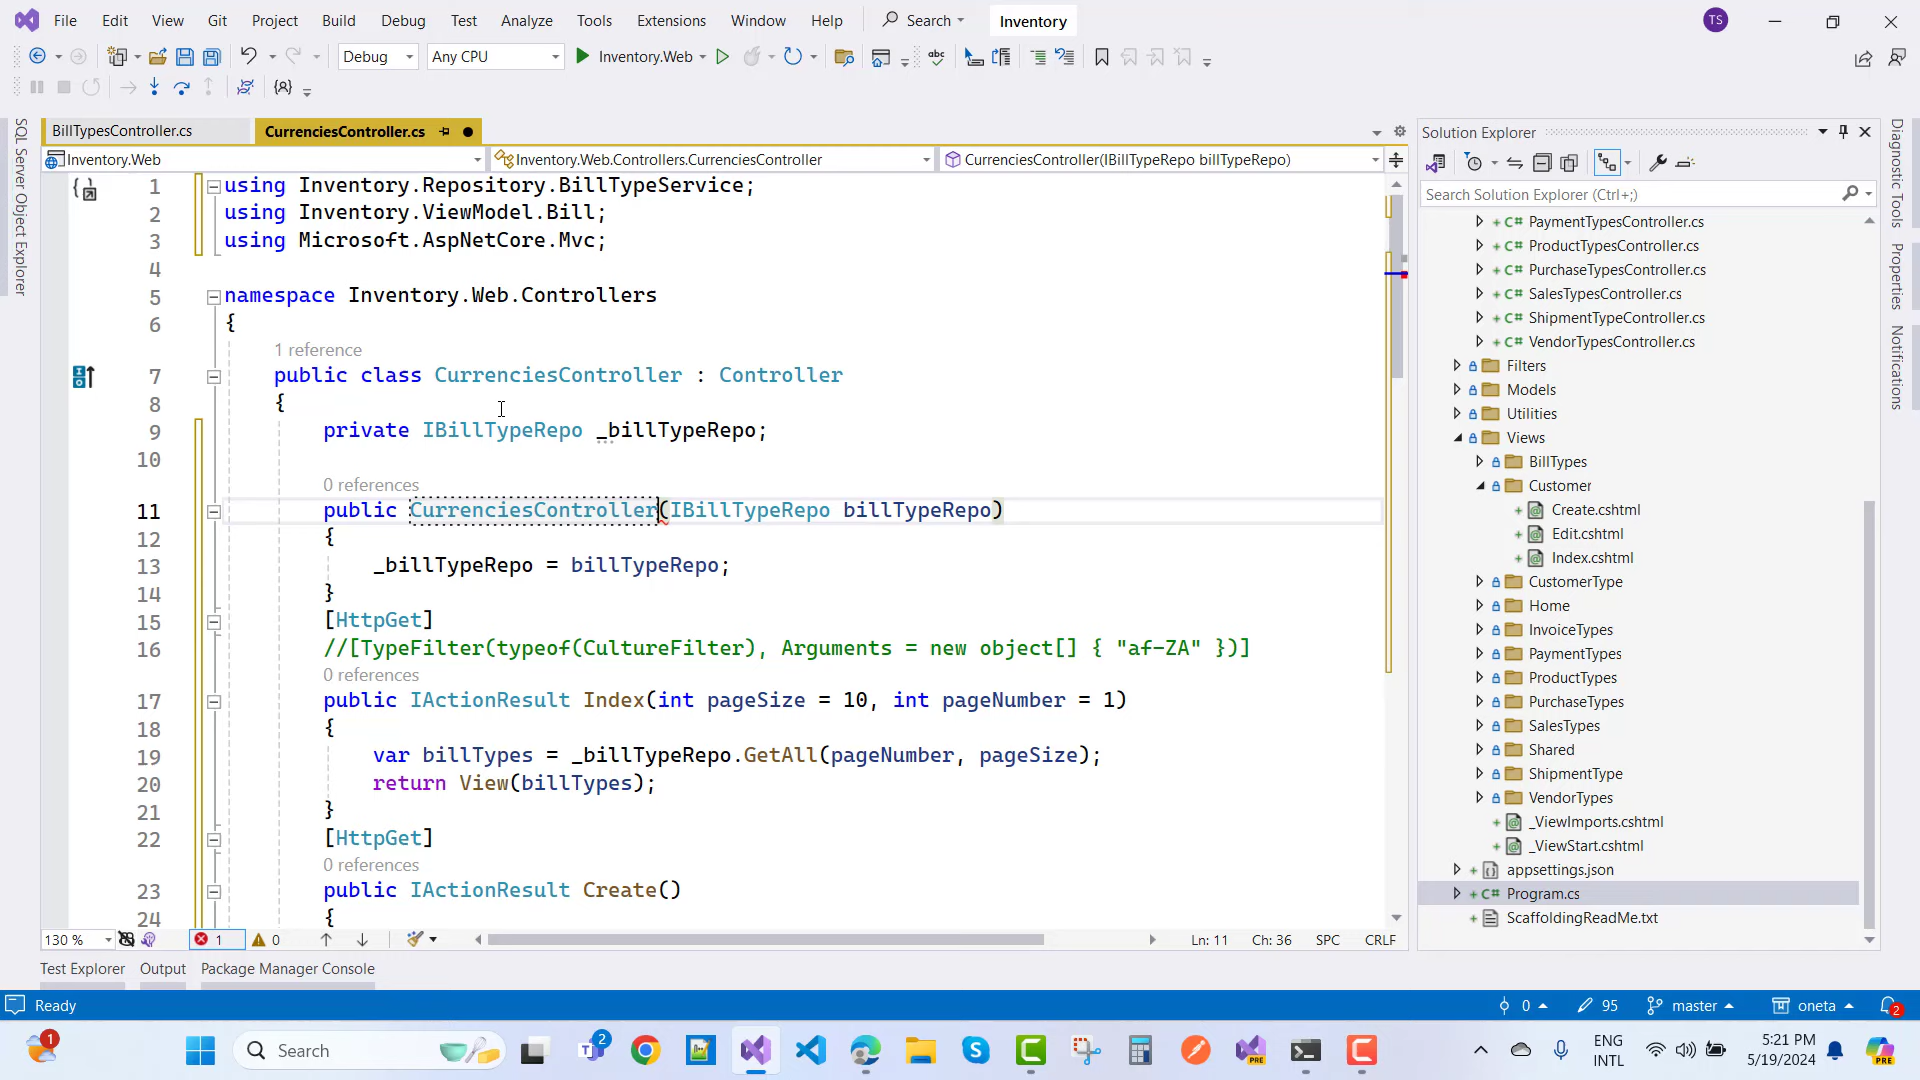 File Edit View Git Project Build Debug Test Analyze Tools Extensions Window Help Search Inventory TS
Debug Any CPU Inventory.Web
BillTypesController.cs CurrenciesController.cs
Inventory.Web Inventory.Web.Controllers.CurrenciesController CurrenciesController(IBillTypeRepo billTypeRepo)
SQL Server Object Explorer
1 using Inventory.Repository.BillTypeService;
2 using Inventory.ViewModel.Bill;
3 using Microsoft.AspNetCore.Mvc;
4
5 namespace Inventory.Web.Controllers
6 {
1 reference
7 public class CurrenciesController : Controller
8 {
9 private IBillTypeRepo _billTypeRepo;
10
0 references
11 public CurrenciesController(IBillTypeRepo billTypeRepo)
12 {
13 _billTypeRepo = billTypeRepo;
14 }
15 [HttpGet]
16 //[TypeFilter(typeof(CultureFilter), Arguments = new object[] { "af-ZA" })]
0 references
17 public IActionResult Index(int pageSize = 10, int pageNumber = 1)
18 {
19 var billTypes = _billTypeRepo.GetAll(pageNumber, pageSize);
20 return View(billTypes);
21 }
22 [HttpGet]
0 references
23 public IActionResult Create()
24 {
130 % 1 0 Ln: 11 Ch: 36 SPC CRLF
Solution Explorer
Search Solution Explorer (Ctrl+;)
C# PaymentTypesController.cs
C# ProductTypesController.cs
C# PurchaseTypesController.cs
C# SalesTypesController.cs
C# ShipmentTypeController.cs
C# VendorTypesController.cs
Filters
Models
Utilities
Views
BillTypes
Customer
Create.cshtml
Edit.cshtml
Index.cshtml
CustomerType
Home
InvoiceTypes
PaymentTypes
ProductTypes
PurchaseTypes
SalesTypes
Shared
ShipmentType
VendorTypes
_ViewImports.cshtml
_ViewStart.cshtml
appsettings.json
C# Program.cs
ScaffoldingReadMe.txt
Diagnostic Tools
Properties
Notifications
Test Explorer Output Package Manager Console
Ready 0 95 master oneta 2
1 Search 2 PRE ENG INTL 5:21 PM 5/19/2024 PRE